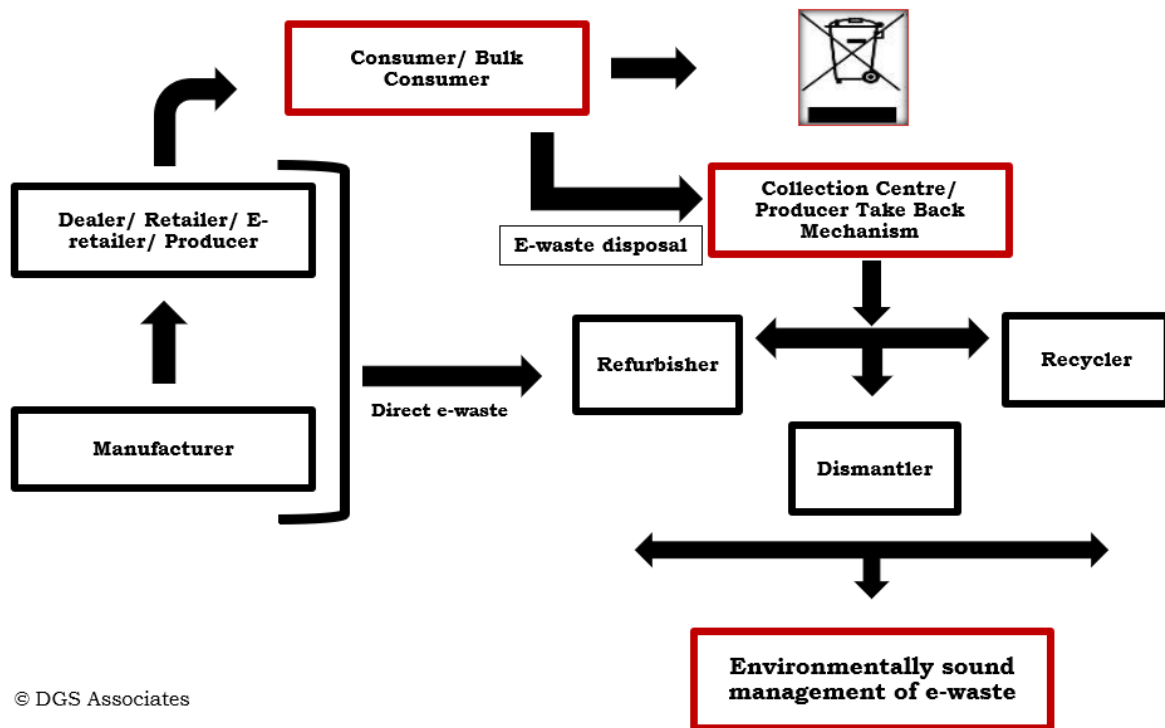 Consumer/ Bulk
Consumer
Dealer/ Retailer/ E-
retailer/ Producer
Collection Centre/
Producer Take Back
Mechanism
E-waste disposal
Refurbisher
Recycler
Direct e-waste
Manufacturer
Dismantler
Environmentally sound
management of e-waste
© DGS Associates